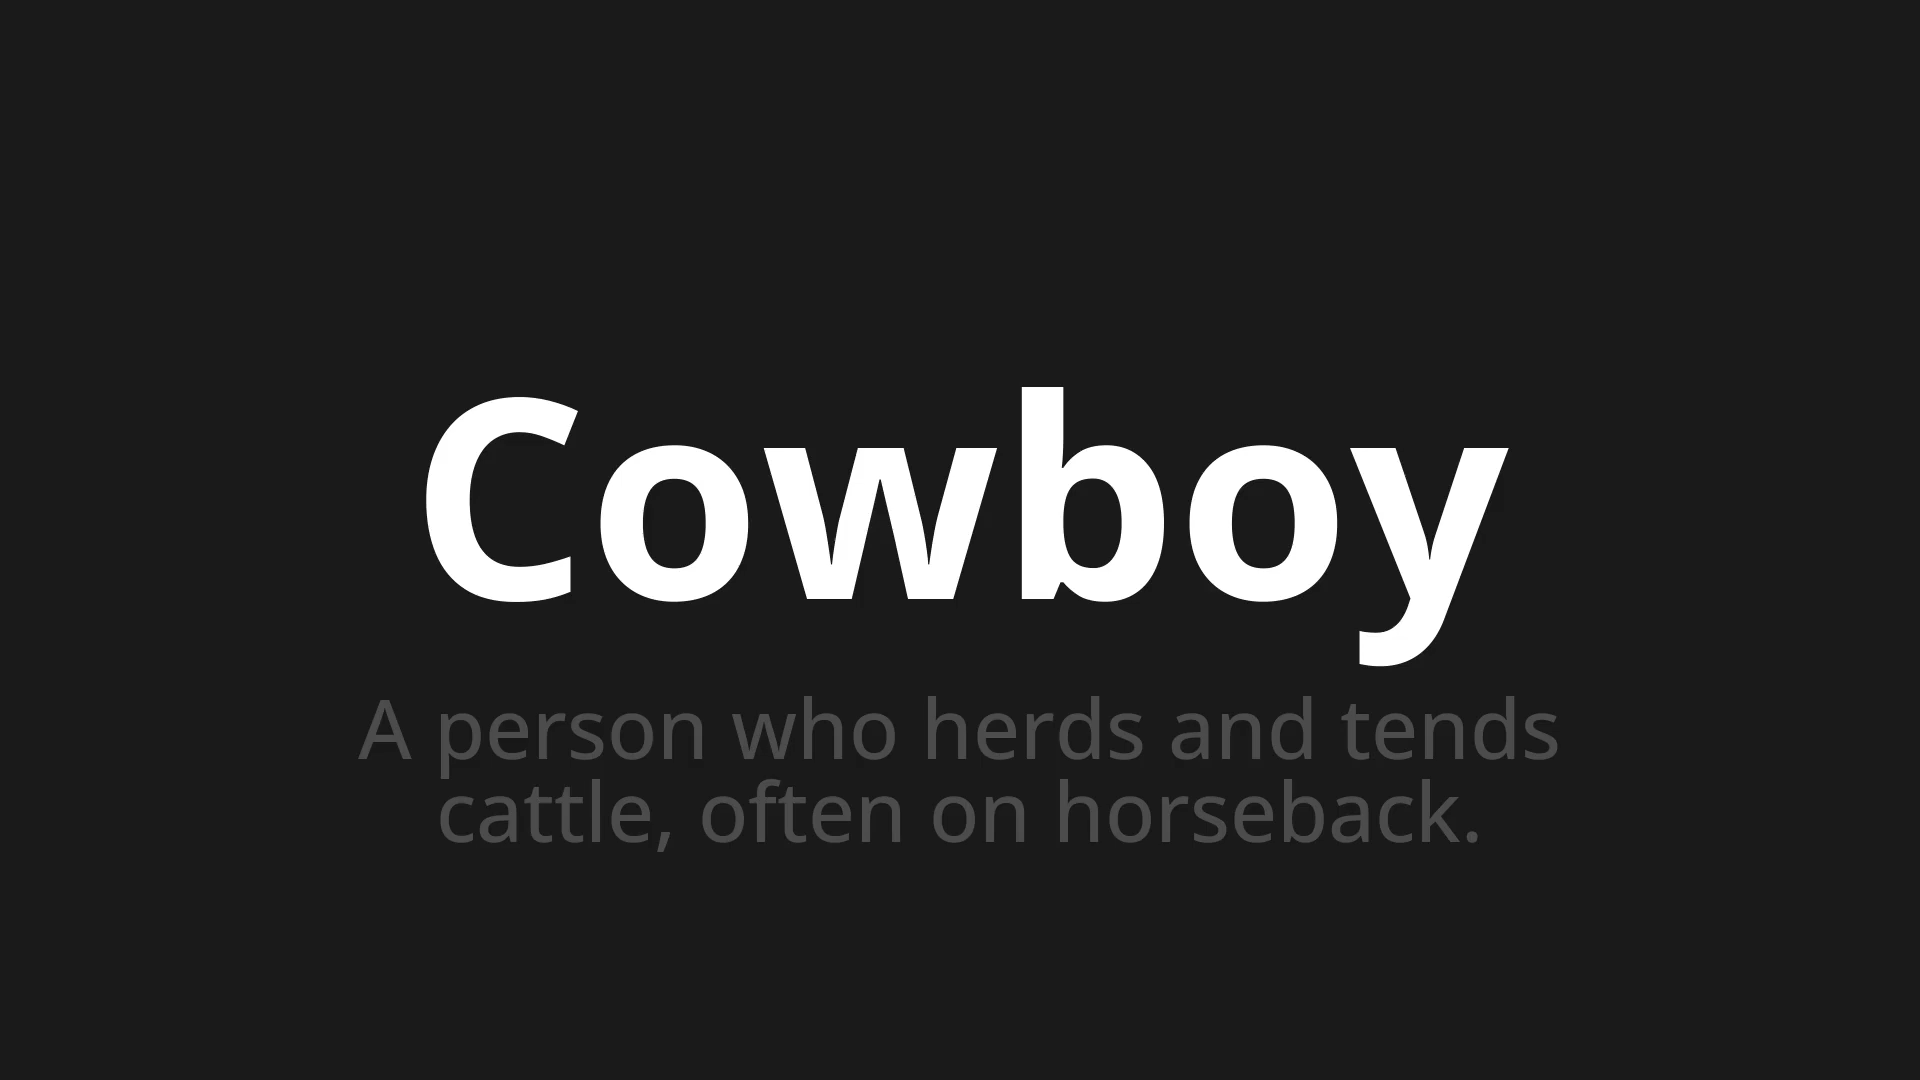 Cowboy
A person who herds and tends
cattle, often on horseback.